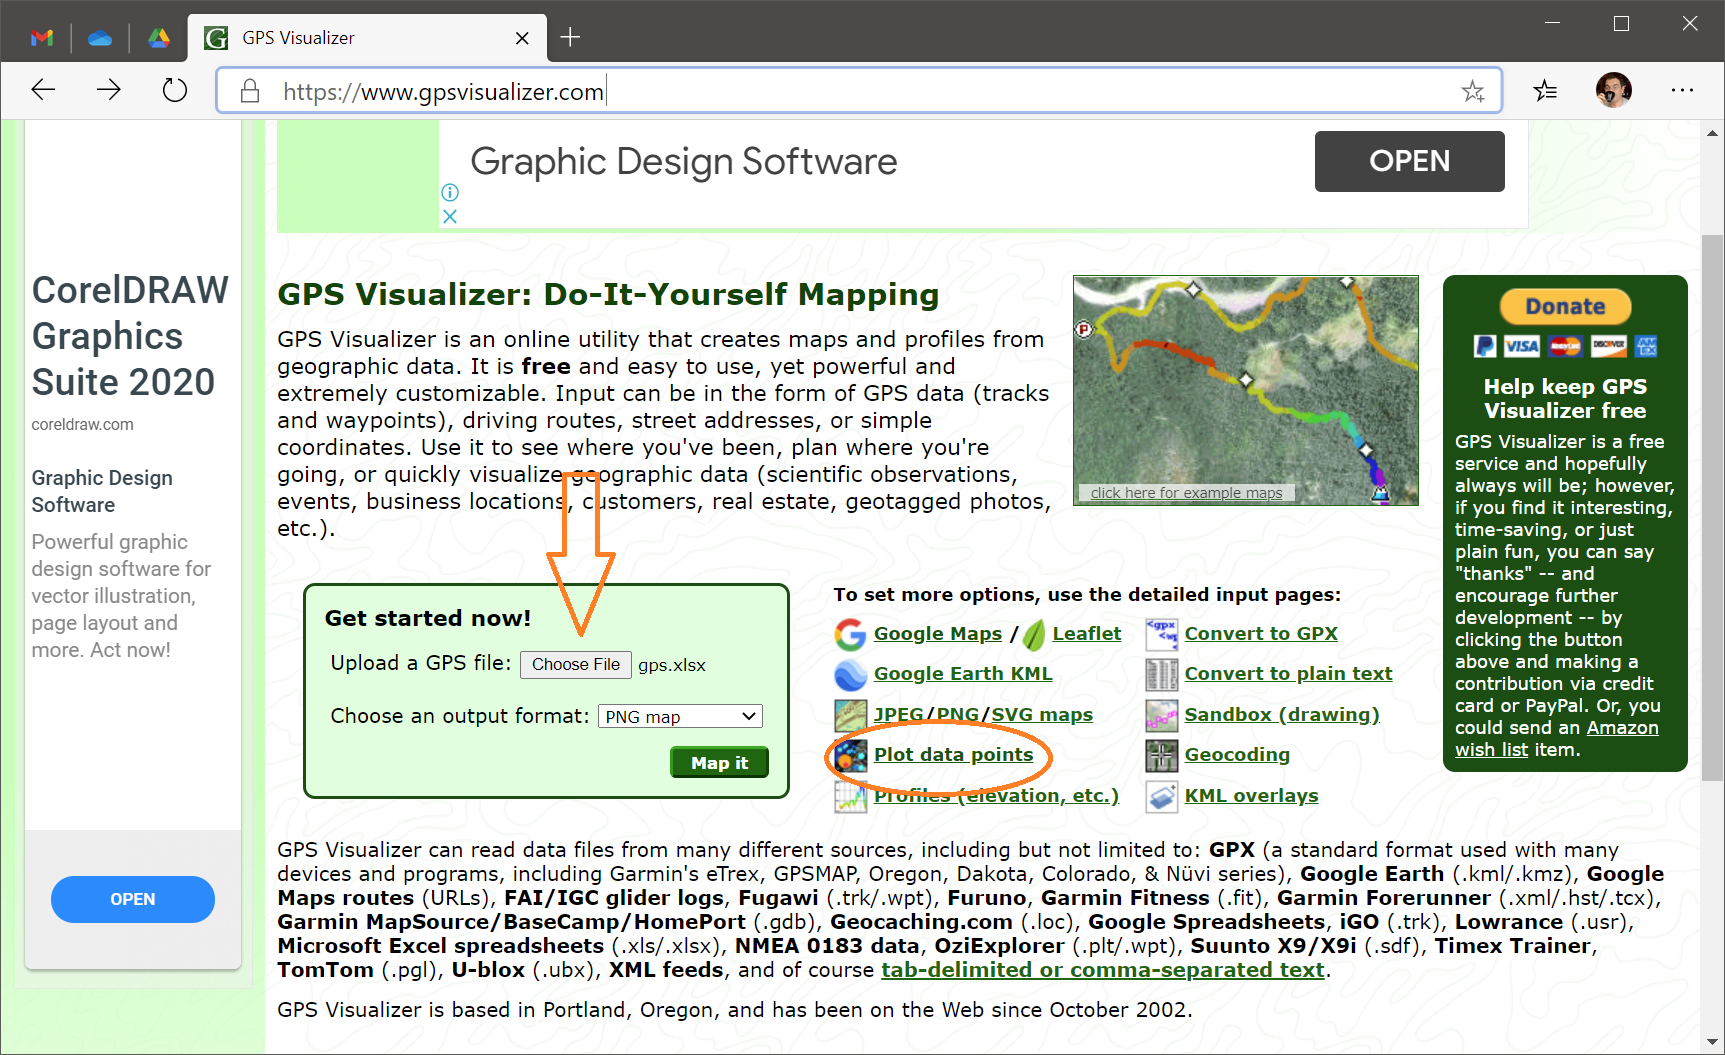 GPS Visualizer
https://www.gpsvisualizer.com
Graphic Design Software
OPEN
CorelDRAW
Graphics
Suite 2020
coreldraw.com
Graphic Design
Software
Powerful graphic
design software for
vector illustration,
page layout and
more. Act now!
OPEN
GPS Visualizer: Do-It-Yourself Mapping
GPS Visualizer is an online utility that creates maps and profiles from
geographic data. It is free and easy to use, yet powerful and
extremely customizable. Input can be in the form of GPS data (tracks
and waypoints), driving routes, street addresses, or simple
coordinates. Use it to see where you've been, plan where you're
going, or quickly visualize geographic data (scientific observations,
events, business locations, customers, real estate, geotagged photos,
etc.).
P
click here for example maps
Donate
VISA MasterCard DISCOVER AM EX
Help keep GPS
Visualizer free
GPS Visualizer is a free
service and hopefully
always will be; however,
if you find it interesting,
time-saving, or just
plain fun, you can say
"thanks" -- and
encourage further
development -- by
clicking the button
above and making a
contribution via credit
card or PayPal. Or, you
could send an Amazon
wish list item.
Get started now!
Upload a GPS file: Choose File gps.xlsx
Choose an output format: PNG map
Map it
To set more options, use the detailed input pages:
Google Maps / Leaflet
<gpx
<w
Convert to GPX
Google Earth KML
Convert to plain text
JPEG/PNG/SVG maps
Sandbox (drawing)
Plot data points
Geocoding
Profiles (elevation, etc.)
KML overlays
GPS Visualizer can read data files from many different sources, including but not limited to: GPX (a standard format used with many
devices and programs, including Garmin's eTrex, GPSMAP, Oregon, Dakota, Colorado, & Nüvi series), Google Earth (.kml/.kmz), Google
Maps routes (URLs), FAI/IGC glider logs, Fugawi (.trk/.wpt), Furuno, Garmin Fitness (.fit), Garmin Forerunner (.xml/.hst/.tcx),
Garmin MapSource/BaseCamp/HomePort (.gdb), Geocaching.com (.loc), Google Spreadsheets, iGO (.trk), Lowrance (.usr),
Microsoft Excel spreadsheets (.xls/.xlsx), NMEA 0183 data, OziExplorer (.plt/.wpt), Suunto X9/X9i (.sdf), Timex Trainer,
TomTom (.pgl), U-blox (.ubx), XML feeds, and of course tab-delimited or comma-separated text.
GPS Visualizer is based in Portland, Oregon, and has been on the Web since October 2002.